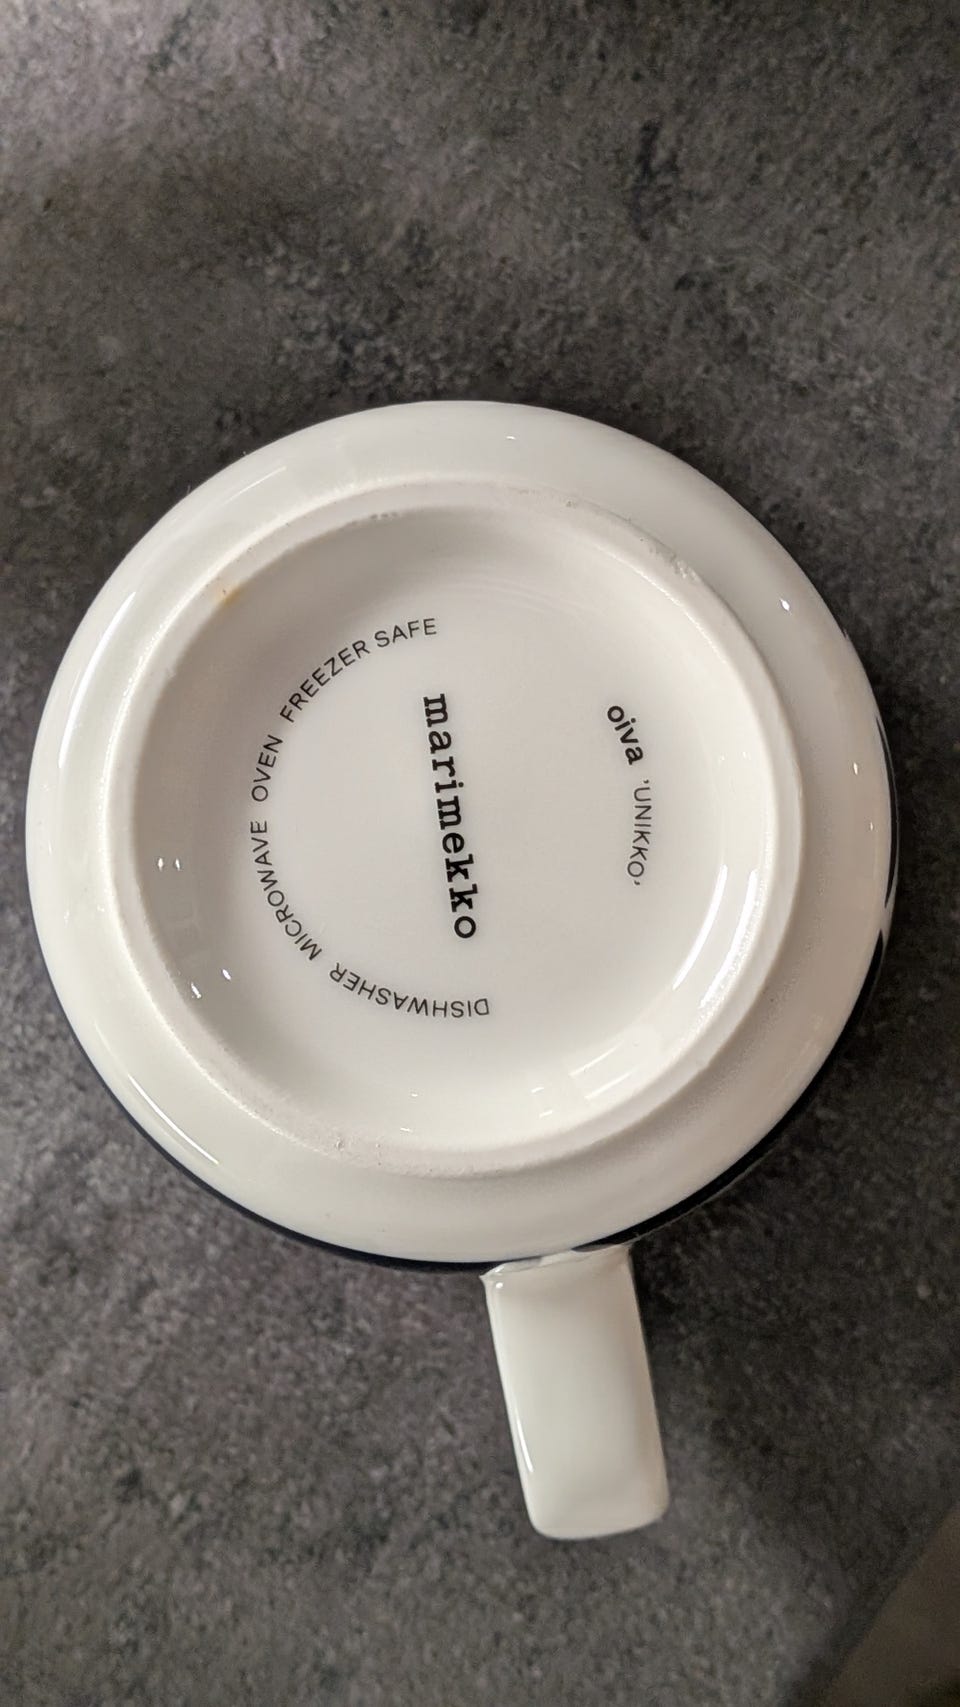 oiva 'UNIKKO'
marimekko
DISHWASHER MICROWAVE OVEN FREEZER SAFE